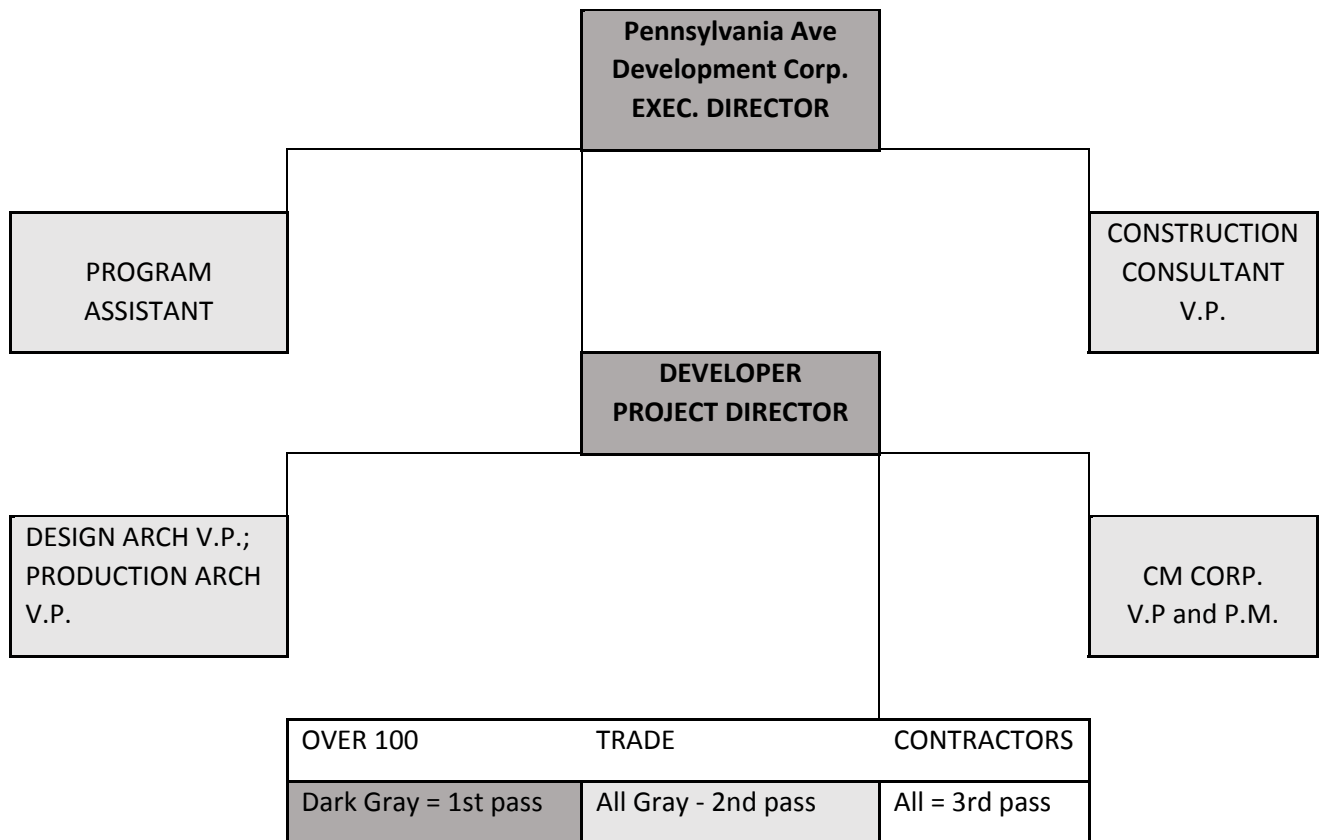 Pennsylvania Ave
Development Corp.
EXEC. DIRECTOR
PROGRAM
ASSISTANT
CONSTRUCTION
CONSULTANT
V.P.
DEVELOPER
PROJECT DIRECTOR
DESIGN ARCH V.P.;
PRODUCTION ARCH
V.P.
CM CORP.
V.P and P.M.
OVER 100 TRADE CONTRACTORS
Dark Gray = 1st pass All Gray - 2nd pass All = 3rd pass